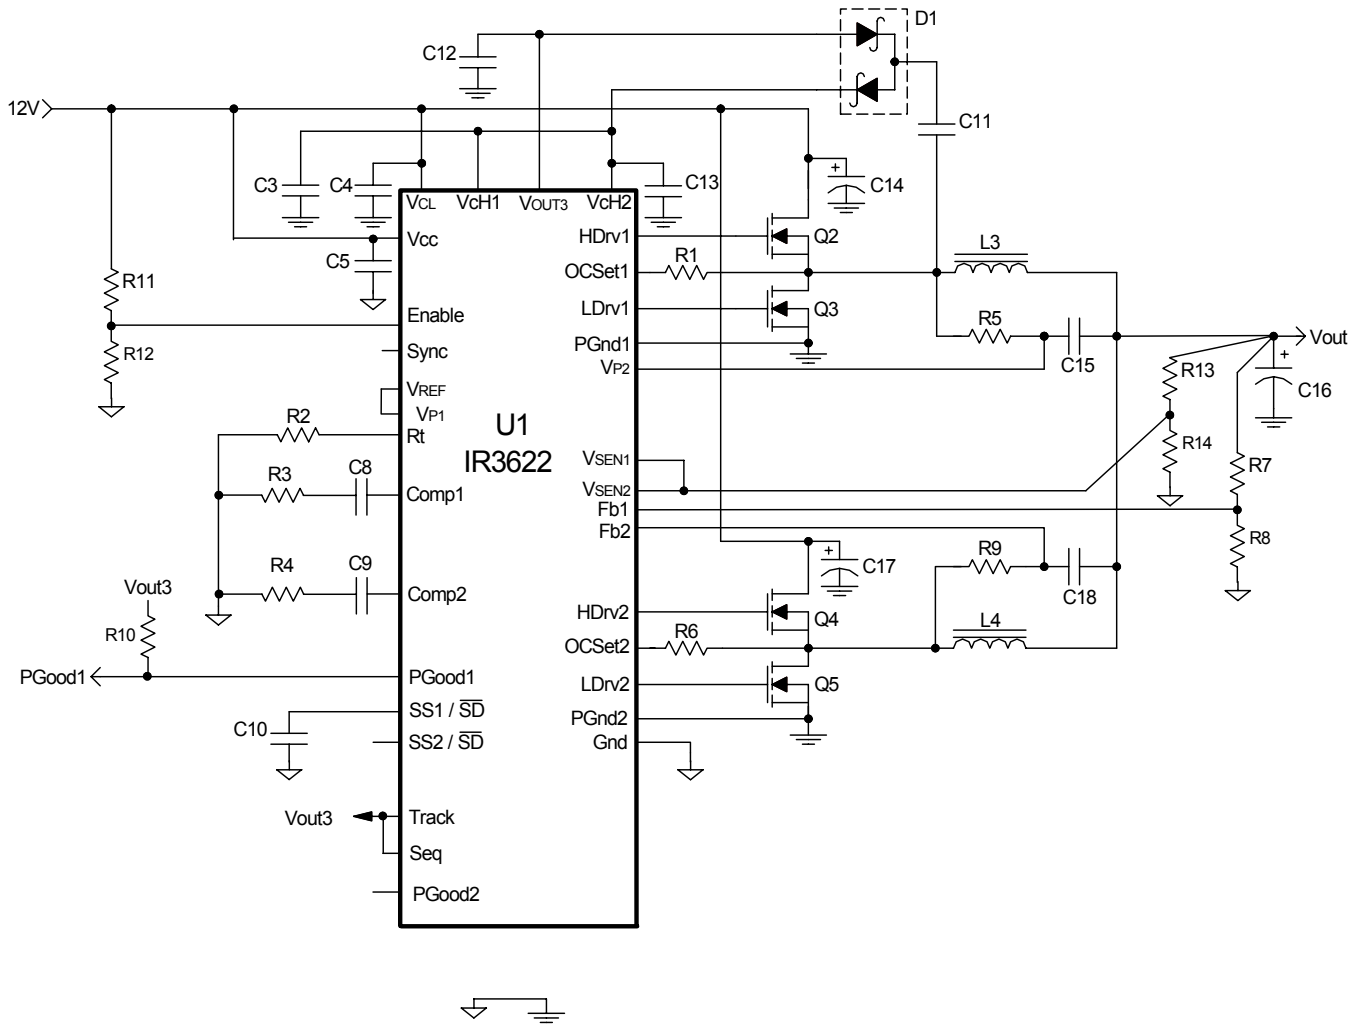 D1
C12
12V
C11
C3
C4
C13
C14
VCL
VcH1
VOUT3
VcH2
Vcc
HDrv1
Q2
L3
C5
OCSet1
R1
R11
LDrv1
Q3
Enable
R5
Vout
R12
Sync
PGnd1
VP2
C15
R13
C16
VREF
VP1
R2
Rt
U1
IR3622
R14
R3
C8
Comp1
VSEN1
VSEN2
R7
Fb1
Fb2
R8
R9
C17
R4
C9
Comp2
C18
Vout3
R10
HDrv2
Q4
L4
R6
OCSet2
PGood1
PGood1
LDrv2
Q5
SS1 / SD
PGnd2
C10
SS2 / SD
Gnd
Vout3
Track
Seq
PGood2